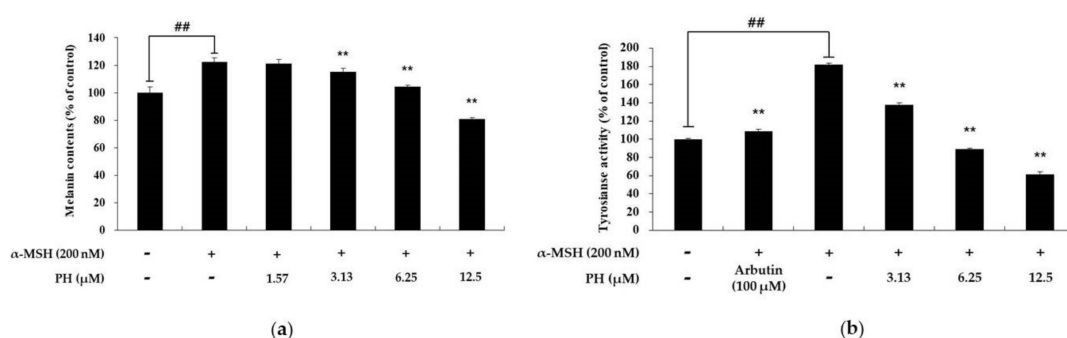 ##
140
120
100
80
60
40
20
0
Melanin contents (% of control)
** ** **
α-MSH (200 nM) - + + + + +
PH (μM) - - 1.57 3.13 6.25 12.5
(a)
##
200
180
160
140
120
100
80
60
40
20
0
Tyrosianse activity (% of control)
** ** ** **
α-MSH (200 nM) - + + + + +
PH (μM) - Arbutin - 3.13 6.25 12.5
(100 μM)
(b)